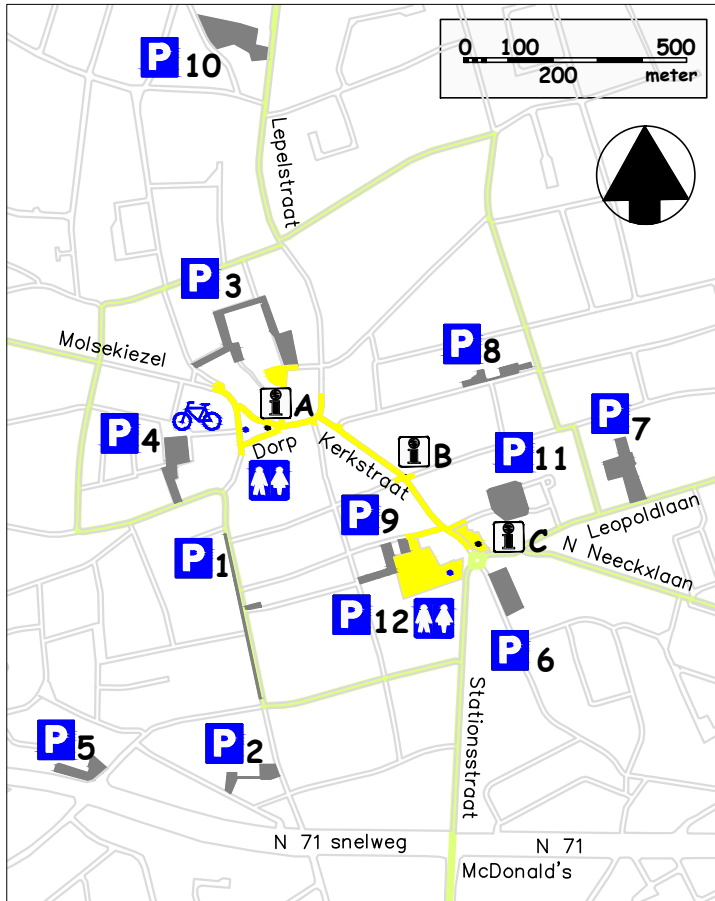 P 10
0 100 500
200 meter
Lepelstraat
P 3
Molsekiezel
P 8
i A
P 4
Dorp
Kerkstraat
i B
P 7
P 11
P 9
Leopoldlaan
i C
N Neeckxlaan
P 1
P 12
P 6
Stationsstraat
P 5
P 2
N 71 snelweg
N 71
McDonald's